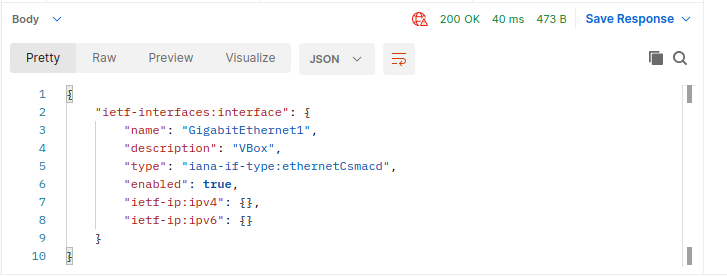 Body 200 OK 40 ms 473 B Save Response
Pretty Raw Preview Visualize JSON
1 {
2 "ietf-interfaces:interface": {
3 "name": "GigabitEthernet1",
4 "description": "VBox",
5 "type": "iana-if-type:ethernetCsmacd",
6 "enabled": true,
7 "ietf-ip:ipv4": {},
8 "ietf-ip:ipv6": {}
9 }
10 }